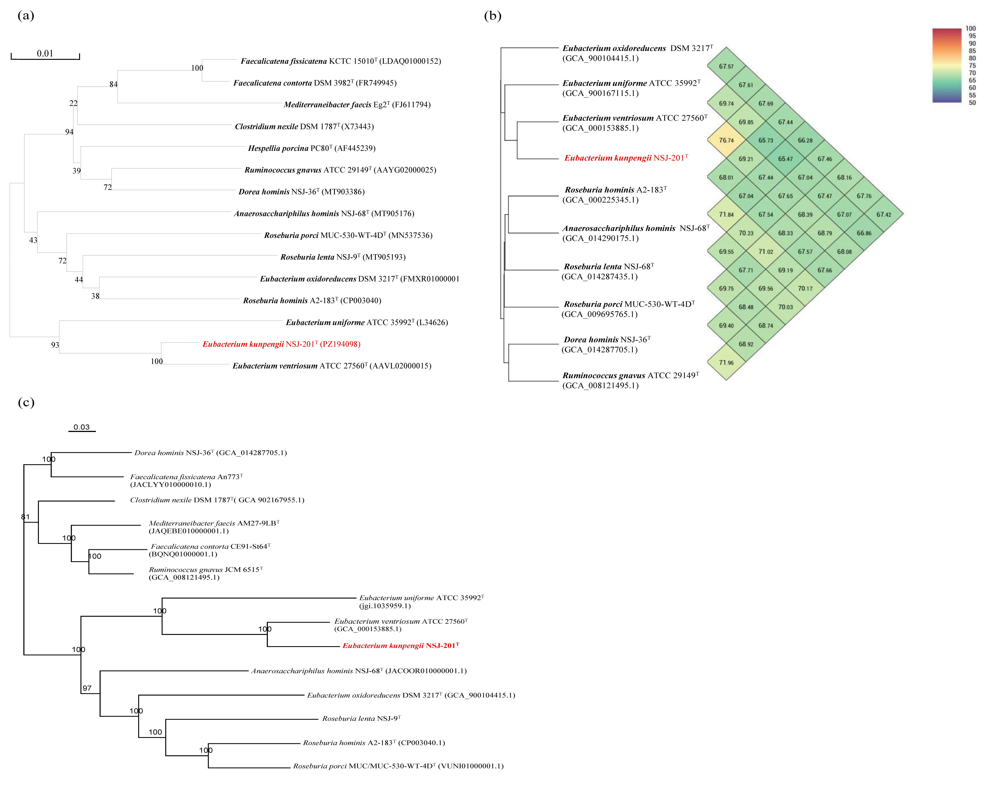 (a)
0.01
Faecalicatena fissicatena KCTC 15010T (LDAQ01000152)
100
Faecalicatena contorta DSM 3982T (FR749945)
84
Mediterraneibacter faecis Eg2T (FJ611794)
22
Clostridium nexile DSM 1787T (X73443)
94
Hespellia porcina PC80T (AF445239)
39
Ruminococcus gnavus ATCC 29149T (AAYG02000025)
72
Dorea hominis NSJ-36T (MT903386)
Anaerosacchariphilus hominis NSJ-68T (MT905176)
43
Roseburia porci MUC-530-WT-4DT (MN537536)
72
Roseburia lenta NSJ-9T (MT905193)
44
Eubacterium oxidoreducens DSM 3217T (FMXR01000001
38
Roseburia hominis A2-183T (CP003040)
Eubacterium uniforme ATCC 35992T (L34626)
93
Eubacterium kunpengii NSJ-201T (PZ194098)
100
Eubacterium ventriosum ATCC 27560T (AAVL02000015)
(b)
100
95
90
85
80
75
70
65
60
55
50
Eubacterium oxidoreducens DSM 3217T
(GCA_900104415.1)
Eubacterium uniforme ATCC 35992T
(GCA_900167115.1)
Eubacterium ventriosum ATCC 27560T
(GCA_000153885.1)
Eubacterium kunpengii NSJ-201T
Roseburia hominis A2-183T
(GCA_000225345.1)
Anaerosacchariphilus hominis NSJ-68T
(GCA_014290175.1)
Roseburia lenta NSJ-68T
(GCA_014287435.1)
Roseburia porci MUC-530-WT-4DT
(GCA_009695765.1)
Dorea hominis NSJ-36T
(GCA_014287705.1)
Ruminococcus gnavus ATCC 29149T
(GCA_008121495.1)
67.57
67.61
69.74 67.69
69.85 67.44
76.74 65.73 66.28
69.21 65.47 67.46
68.01 67.44 67.04 68.16
67.04 67.65 67.47 67.76
71.84 67.54 68.39 67.07 67.42
70.23 68.33 68.79 66.86
69.55 71.02 67.57 68.08
67.71 69.19 67.66
69.75 69.56 70.17
68.48 70.03
69.40 68.74
68.92
71.96
(c)
0.03
Dorea hominis NSJ-36T (GCA_014287705.1)
100
Faecalicatena fissicatena An773T
(JACLYY010000010.1)
Clostridium nexile DSM 1787T( GCA 902167955.1)
81
Mediterraneibacter faecis AM27-9LBT
(JAQEBE010000001.1)
100
Faecalicatena contorta CE91-St64T
(BQNQ01000001.1)
100
Ruminococcus gnavus JCM 6515T
(GCA_008121495.1)
Eubacterium uniforme ATCC 35992T
(jgi.1035959.1)
100
Eubacterium ventriosum ATCC 27560T
(GCA_000153885.1)
100
Eubacterium kunpengii NSJ-201T
100
Anaerosacchariphilus hominis NSJ-68T (JACOOR010000001.1)
97
Eubacterium oxidoreducens DSM 3217T (GCA_900104415.1)
100
Roseburia lenta NSJ-9T
100
Roseburia hominis A2-183T (CP003040.1)
100
Roseburia porci MUC/MUC-530-WT-4DT (VUNI01000001.1)